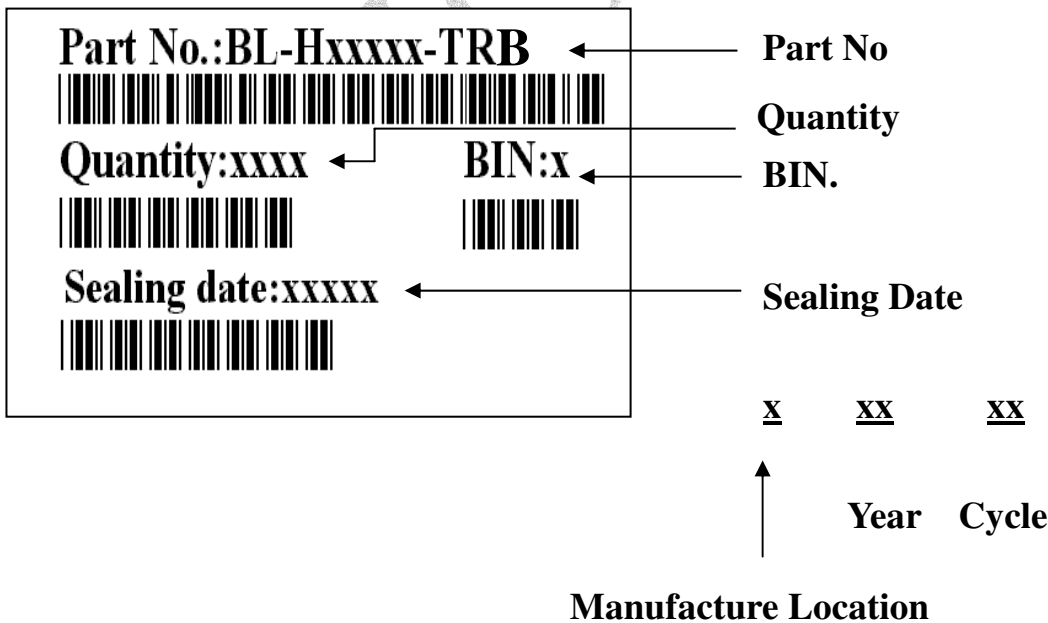 Part No.:BL-Hxxxxx-TRB
Part No
Quantity
Quantity:xxxx
BIN:x
BIN.
Sealing date:xxxxx
Sealing Date
x xx xx
Year Cycle
Manufacture Location